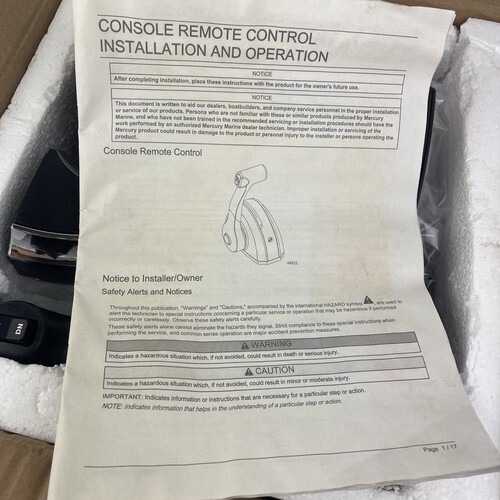 CONSOLE REMOTE CONTROL
INSTALLATION AND OPERATION
NOTICE
After completing installation, place these instructions with the product for the owner's future use.
NOTICE
This document is written to aid our dealers, boatbuilders, and company service personnel in the proper installation
or service of our products. Persons who are not familiar with these or similar products produced by Mercury
Marine, and who have not been trained in the recommended servicing or installation procedures should have the
work performed by an authorized Mercury Marine dealer technician. Improper installation or servicing of the
Mercury product could result in damage to the product or personal injury to the installer or persons operating the
product.
Console Remote Control
Notice to Installer/Owner
Safety Alerts and Notices
Throughout this publication, "Warnings" and "Cautions," accompanied by the International HAZARD symbol, are used to
alert the installer to special instructions concerning a particular service or operation that may be hazardous if performed
incorrectly or carelessly. Observe these safety alerts carefully.
These safety alerts alone cannot eliminate the hazards they signal. Strict compliance to these special instructions when
performing the service, and common sense operation are major accident prevention measures.
WARNING
Indicates a hazardous situation which, if not avoided, could result in death or serious injury.
CAUTION
Indicates a hazardous situation which, if not avoided, could result in minor or moderate injury.
IMPORTANT: Indicates information or instructions that are necessary for a particular step or action.
NOTE: Indicates information that helps in the understanding of a particular step or action.
Page 1 / 17
ON